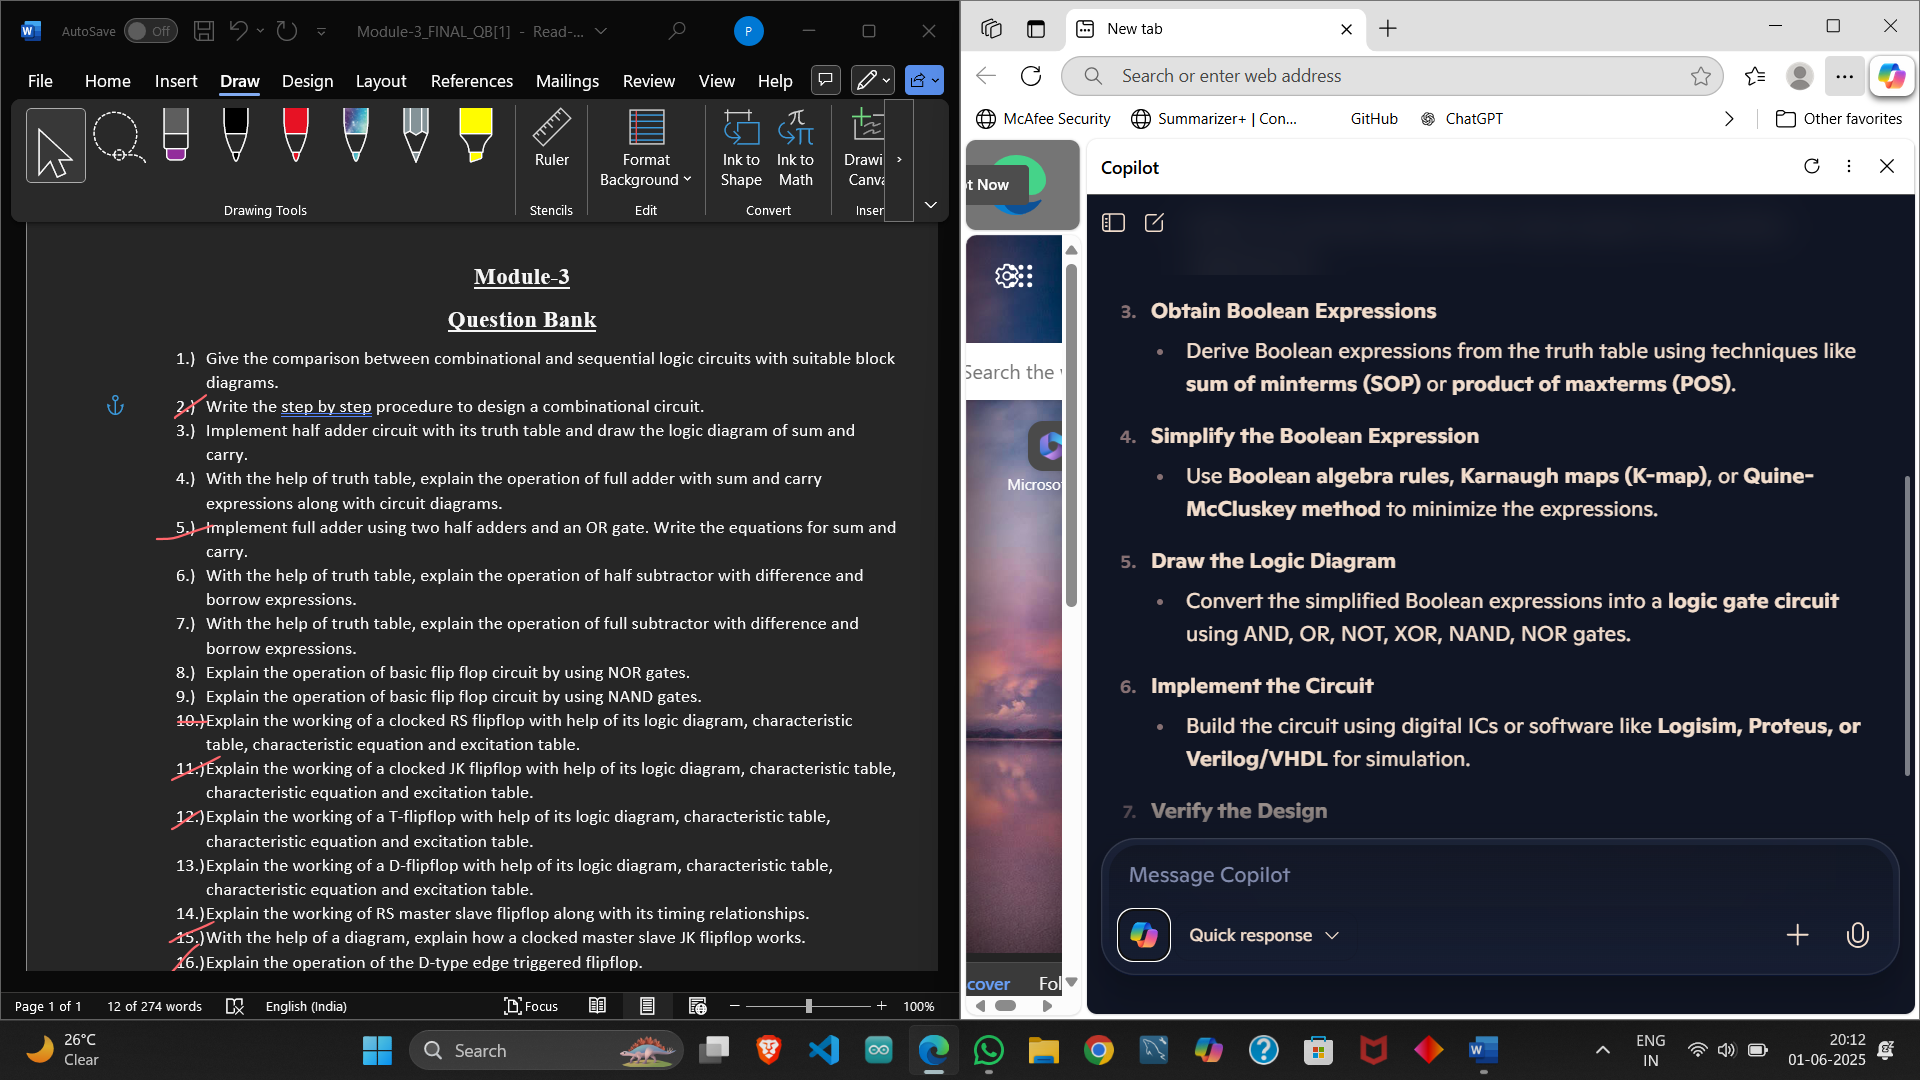 AutoSave Off Module-3_FINAL_QB[1] - Read-... P
File Home Insert Draw Design Layout References Mailings Review View Help
Ruler
Format Background
Ink to Shape
Ink to Math
Drawi Canva
Drawing Tools Stencils Edit Convert Inser
Module-3
Question Bank
1.) Give the comparison between combinational and sequential logic circuits with suitable block
diagrams.
2.) Write the step by step procedure to design a combinational circuit.
3.) Implement half adder circuit with its truth table and draw the logic diagram of sum and
carry.
4.) With the help of truth table, explain the operation of full adder with sum and carry
expressions along with circuit diagrams.
5.) Implement full adder using two half adders and an OR gate. Write the equations for sum and
carry.
6.) With the help of truth table, explain the operation of half subtractor with difference and
borrow expressions.
7.) With the help of truth table, explain the operation of full subtractor with difference and
borrow expressions.
8.) Explain the operation of basic flip flop circuit by using NOR gates.
9.) Explain the operation of basic flip flop circuit by using NAND gates.
10.)Explain the working of a clocked RS flipflop with help of its logic diagram, characteristic
table, characteristic equation and excitation table.
11.)Explain the working of a clocked JK flipflop with help of its logic diagram, characteristic table,
characteristic equation and excitation table.
12.)Explain the working of a T-flipflop with help of its logic diagram, characteristic table,
characteristic equation and excitation table.
13.)Explain the working of a D-flipflop with help of its logic diagram, characteristic table,
characteristic equation and excitation table.
14.)Explain the working of RS master slave flipflop along with its timing relationships.
15.)With the help of a diagram, explain how a clocked master slave JK flipflop works.
16.)Explain the operation of the D-type edge triggered flipflop.
Page 1 of 1 12 of 274 words English (India) Focus 100%
New tab
Search or enter web address
McAfee Security Summarizer+ | Con... GitHub ChatGPT Other favorites
t Now
Search the
Microso
cover Fol
Copilot
3. Obtain Boolean Expressions
• Derive Boolean expressions from the truth table using techniques like
sum of minterms (SOP) or product of maxterms (POS).
4. Simplify the Boolean Expression
• Use Boolean algebra rules, Karnaugh maps (K-map), or Quine-
McCluskey method to minimize the expressions.
5. Draw the Logic Diagram
• Convert the simplified Boolean expressions into a logic gate circuit
using AND, OR, NOT, XOR, NAND, NOR gates.
6. Implement the Circuit
• Build the circuit using digital ICs or software like Logisim, Proteus, or
Verilog/VHDL for simulation.
7. Verify the Design
Message Copilot
Quick response
26°C
Clear
Search
ENG
IN
20:12
01-06-2025